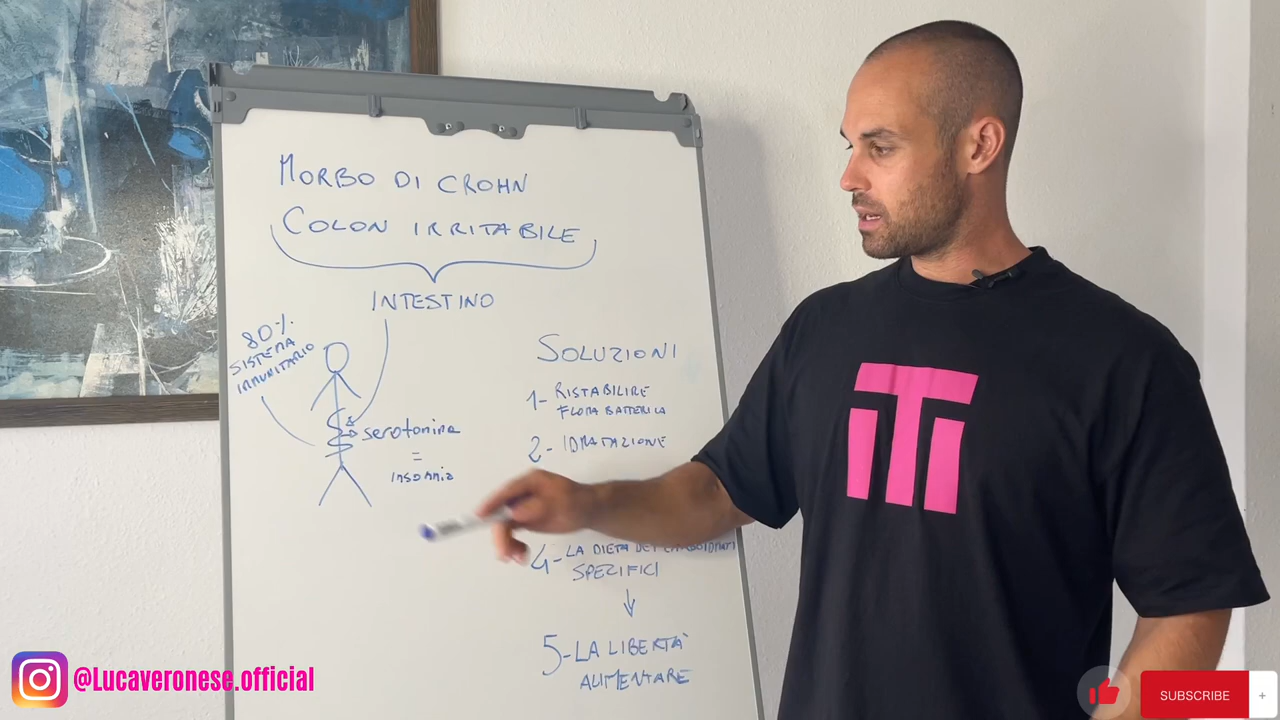 MORBO DI CROHN
COLON IRRITABILE
INTESTINO
80%
SISTEMA
IMMUNITARIO
serotonina
=
insonnia
SOLUZIONI
1- RISTABILIRE
FLORA BATTERICA
2- IDRATAZIONE
4- LA DIETA DEI CARBOIDRATI
SPECIFICI
5- LA LIBERTÀ
ALIMENTARE
@Lucaveronese.official
SUBSCRIBE